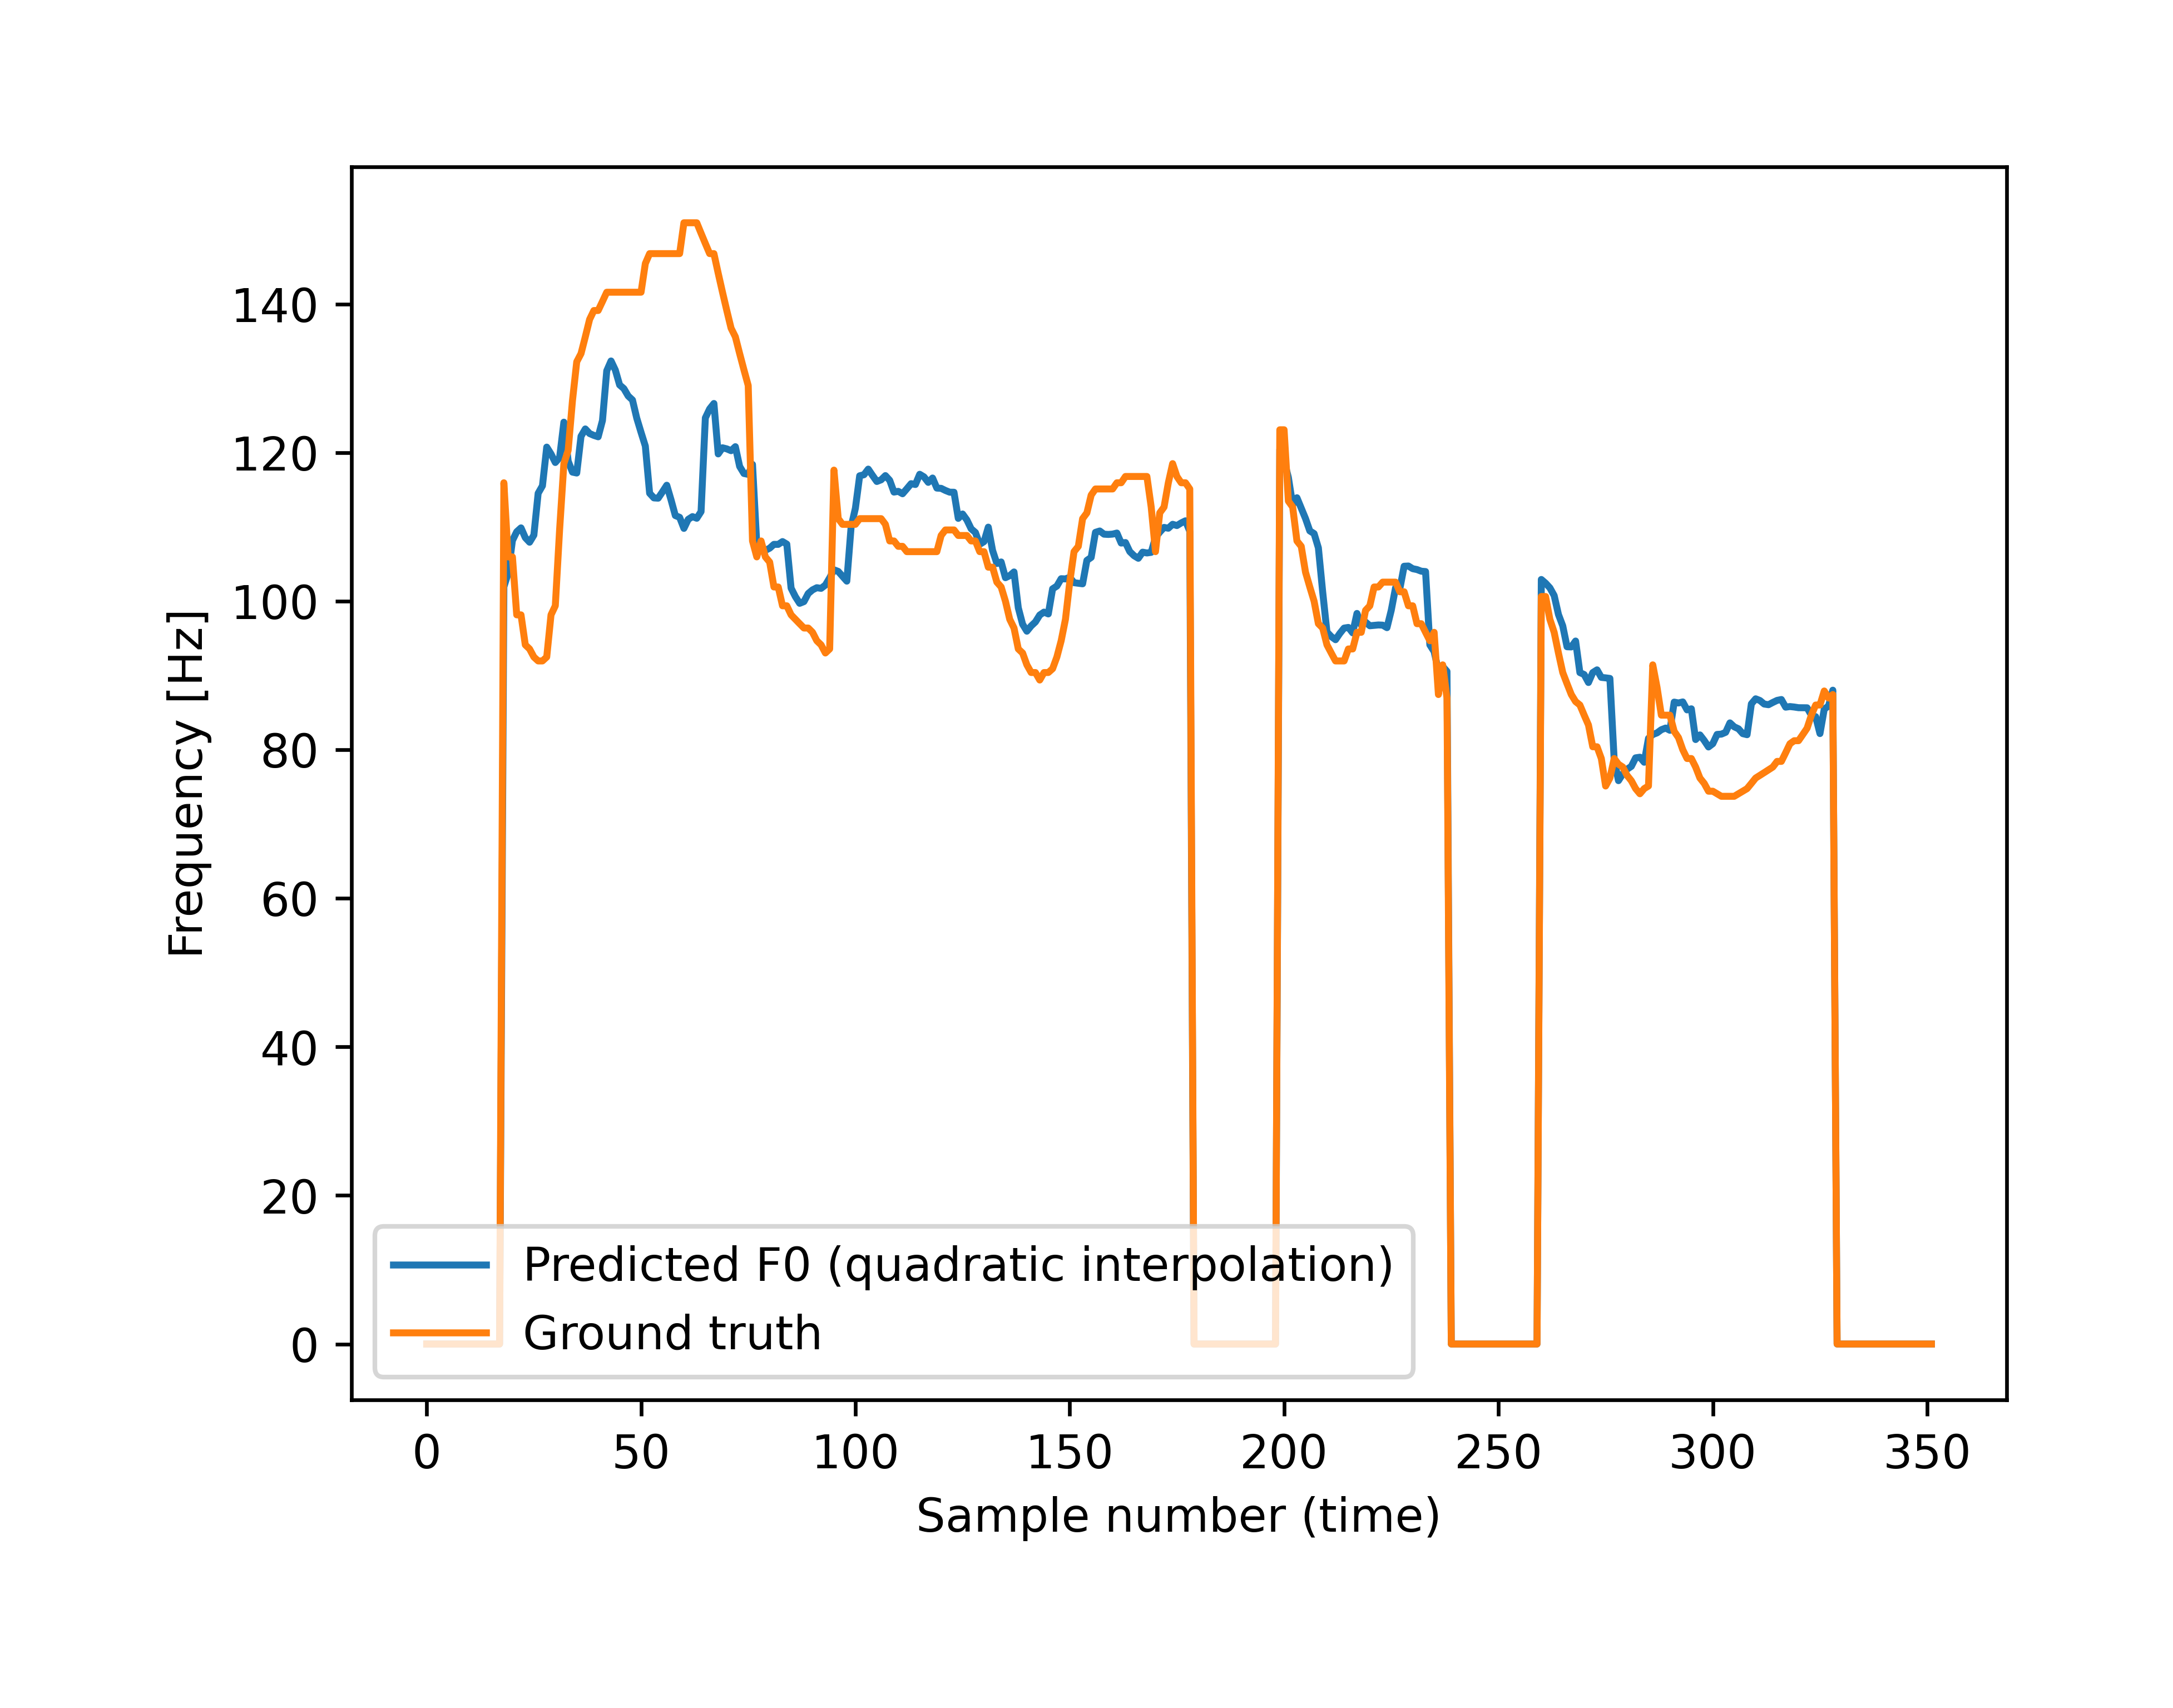 140
120
100
80
60
40
20
0
Frequency [Hz]
Predicted F0 (quadratic interpolation)
Ground truth
0 50 100 150 200 250 300 350
Sample number (time)